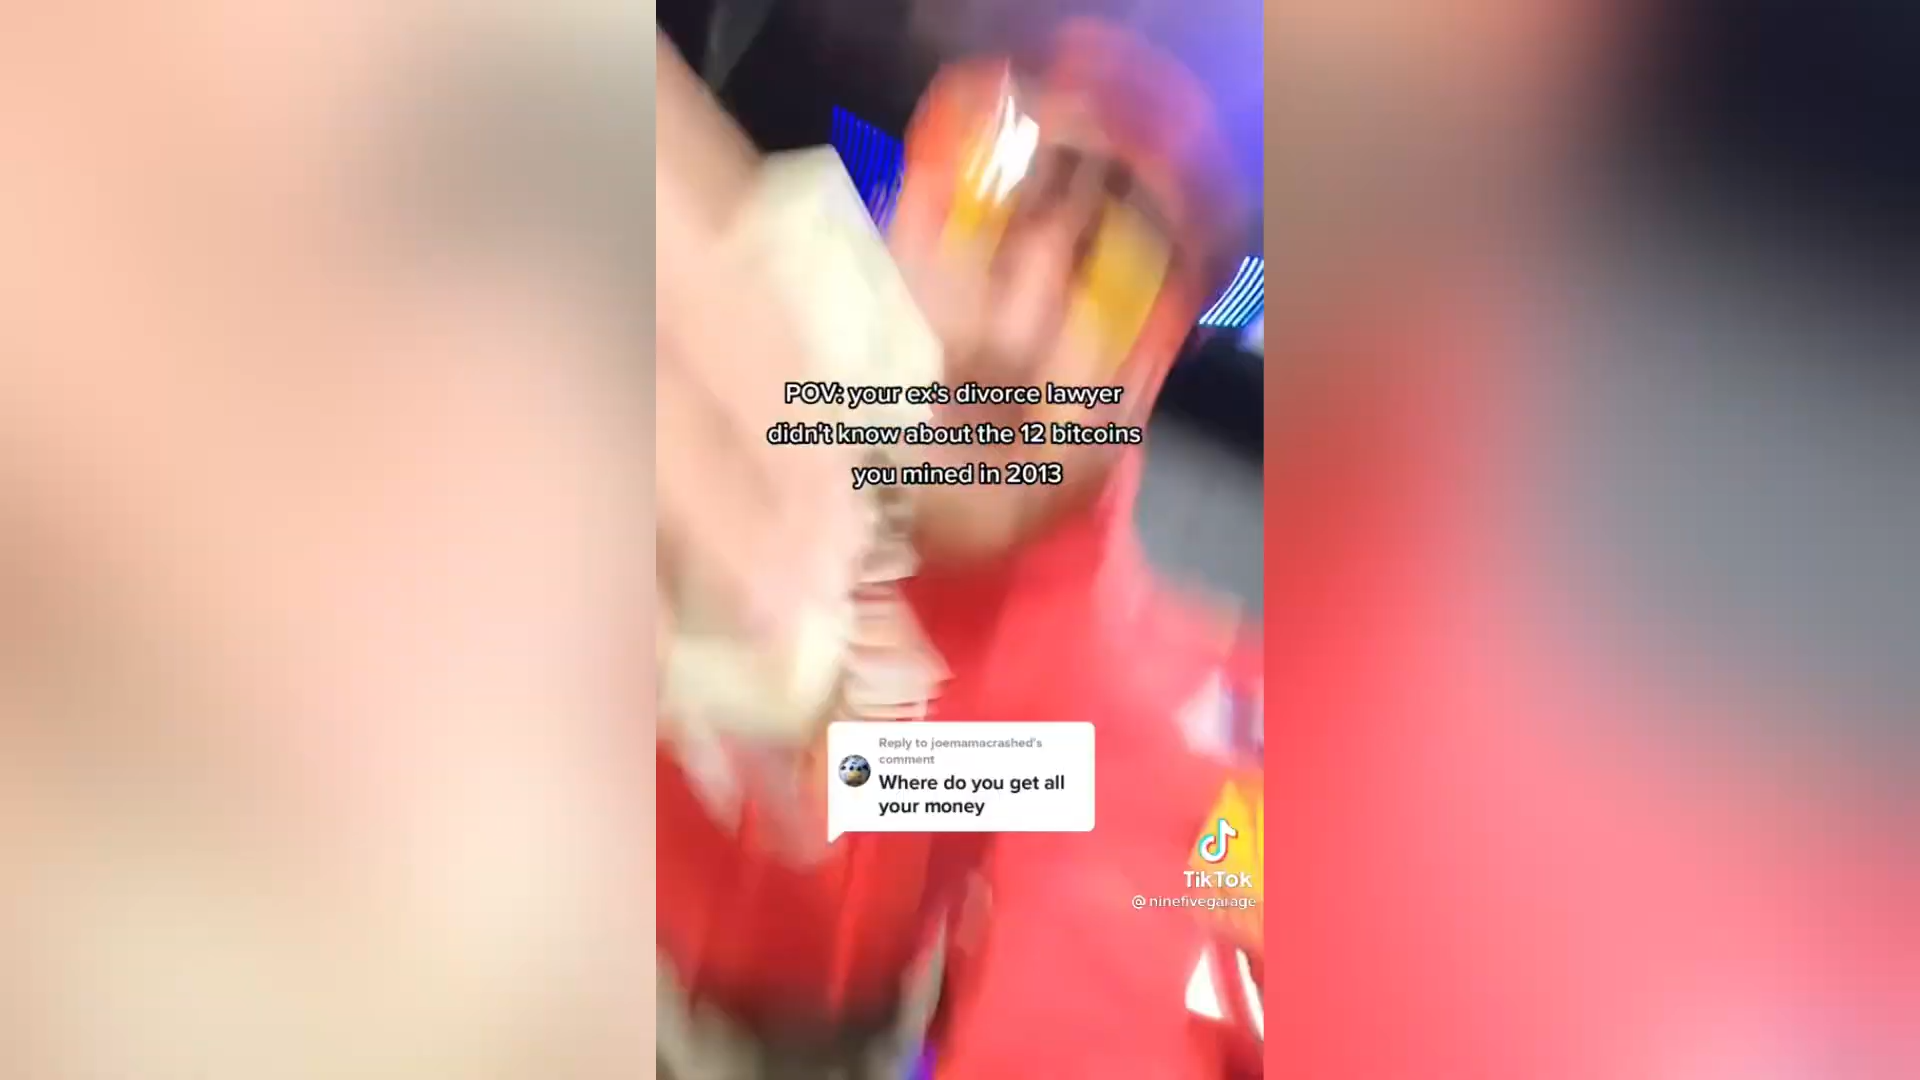 POV: your ex's divorce lawyer
didn't know about the 12 bitcoins
you mined in 2013
Reply to joemamacrashed's
comment
Where do you get all
your money
TikTok
@ninefivegarage